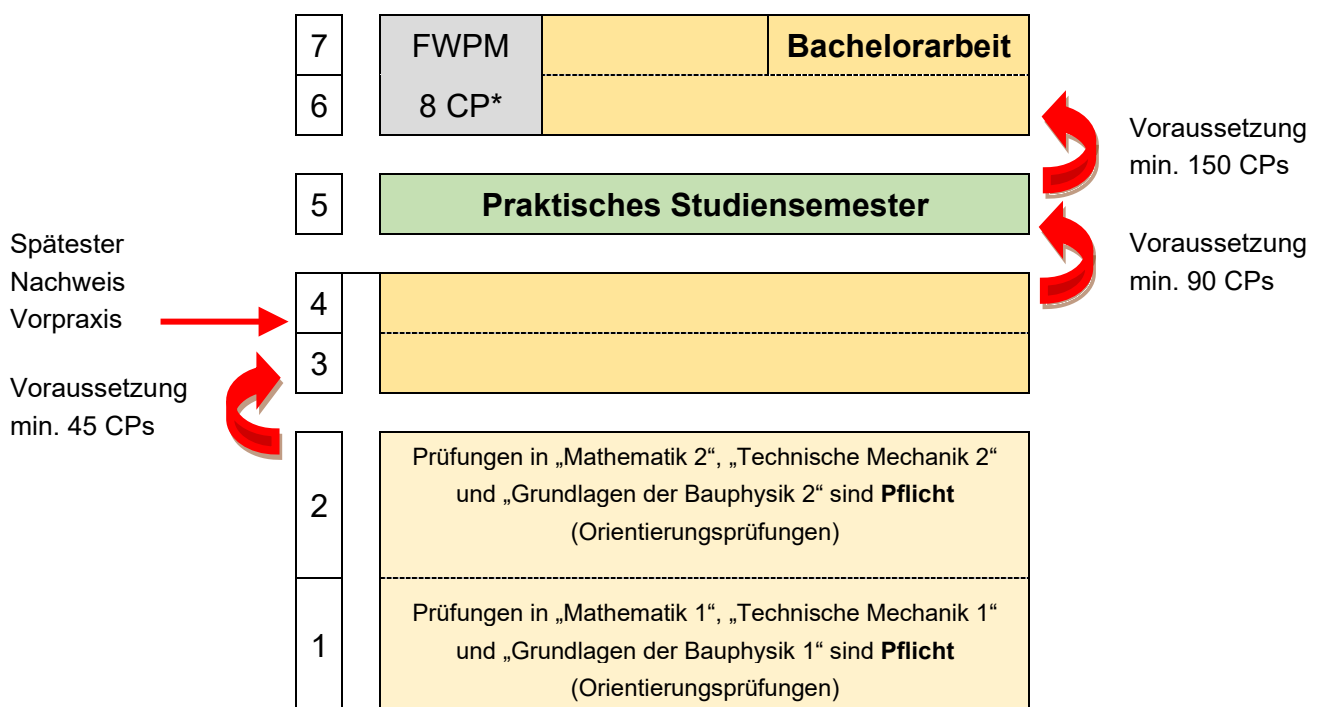 7
FWPM
Bachelorarbeit
6
8 CP*
Voraussetzung
min. 150 CPs
5
Praktisches Studiensemester
Spätester
Nachweis
Vorpraxis
Voraussetzung
min. 90 CPs
4
3
Voraussetzung
min. 45 CPs
2
Prüfungen in „Mathematik 2“, „Technische Mechanik 2“
und „Grundlagen der Bauphysik 2“ sind Pflicht
(Orientierungsprüfungen)
1
Prüfungen in „Mathematik 1“, „Technische Mechanik 1“
und „Grundlagen der Bauphysik 1“ sind Pflicht
(Orientierungsprüfungen)